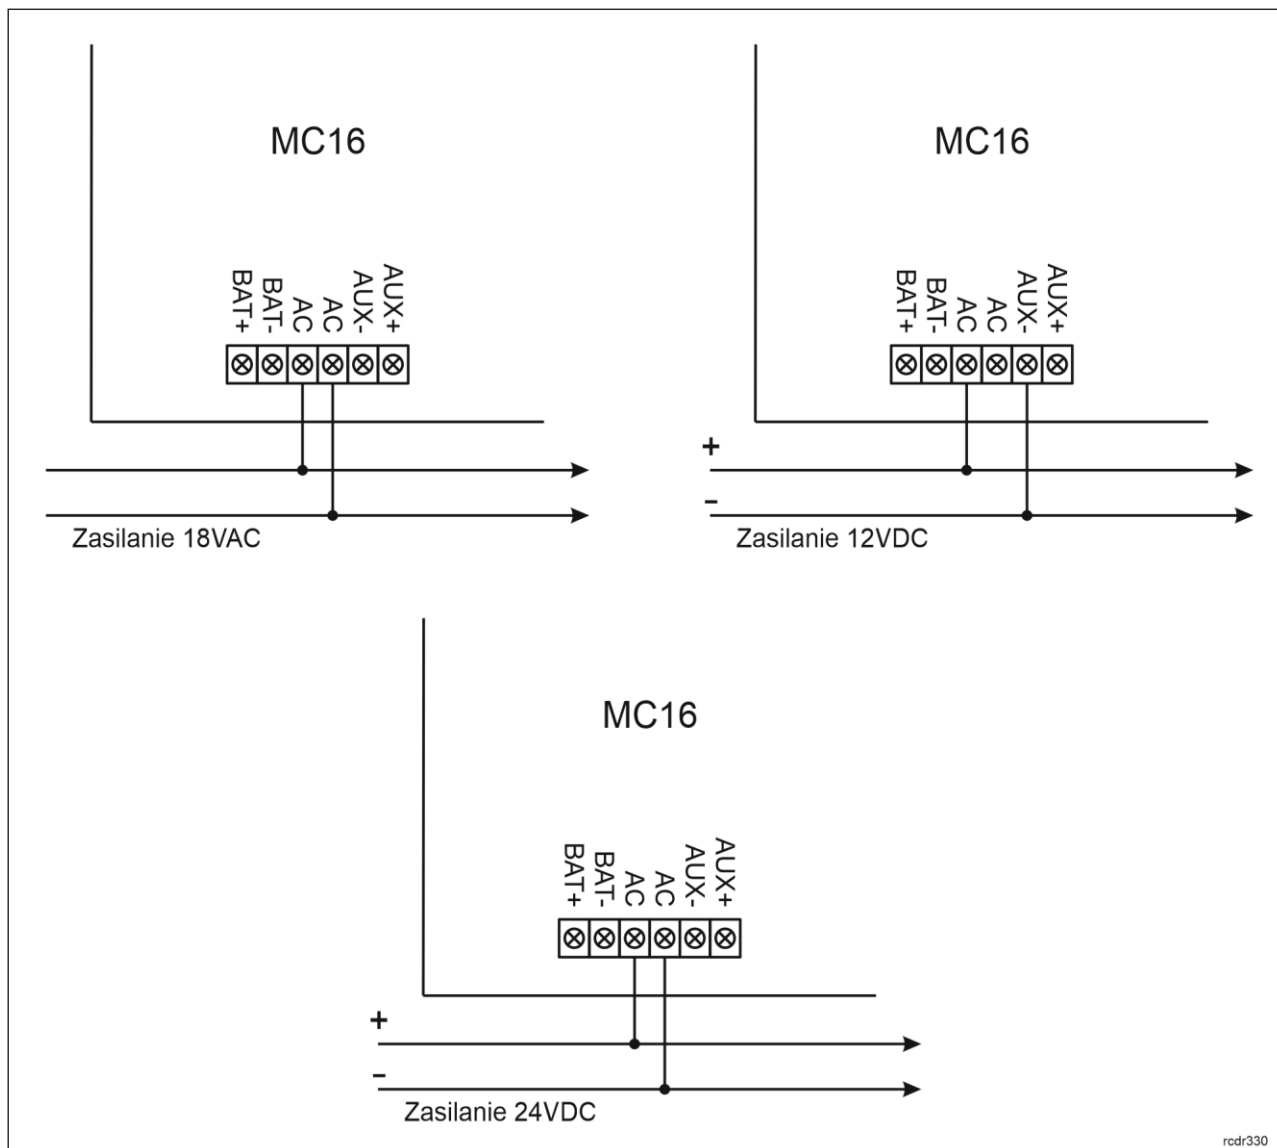 MC16
BAT+ BAT- AC AC AUX- AUX+
Zasilanie 18VAC
MC16
BAT+ BAT- AC AC AUX- AUX+
+
-
Zasilanie 12VDC
MC16
BAT+ BAT- AC AC AUX- AUX+
+
-
Zasilanie 24VDC
rcdr330